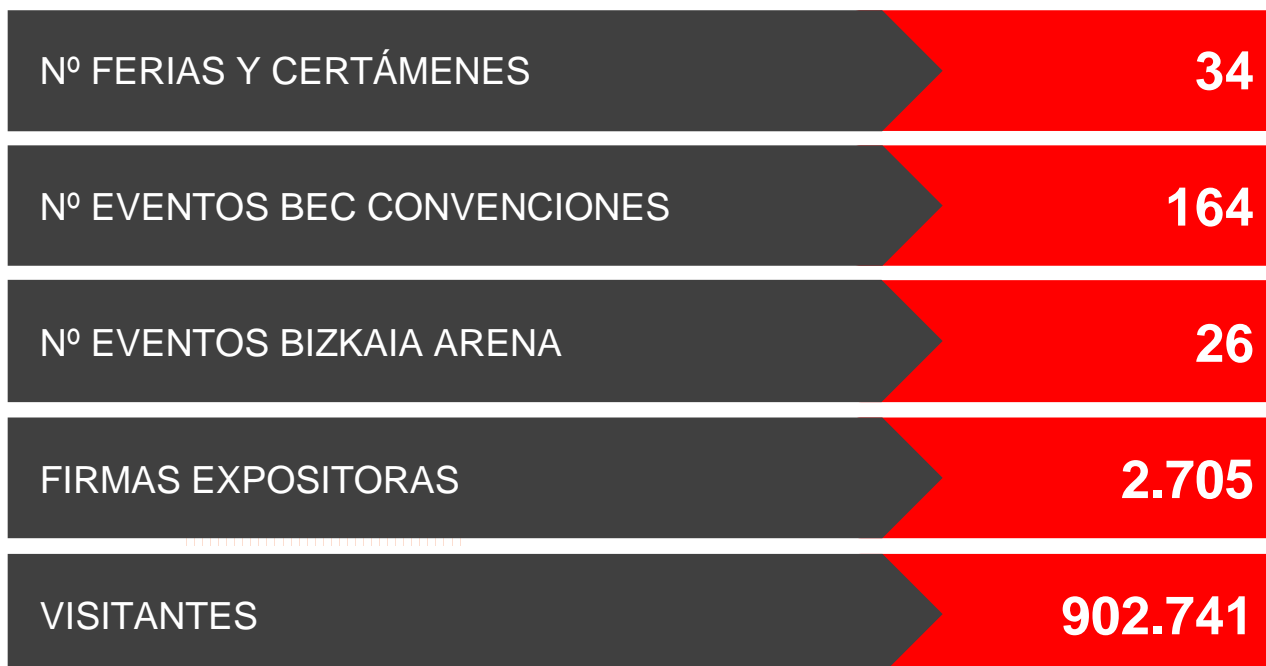 Nº FERIAS Y CERTÁMENES 34
Nº EVENTOS BEC CONVENCIONES 164
Nº EVENTOS BIZKAIA ARENA 26
FIRMAS EXPOSITORAS 2.705
VISITANTES 902.741